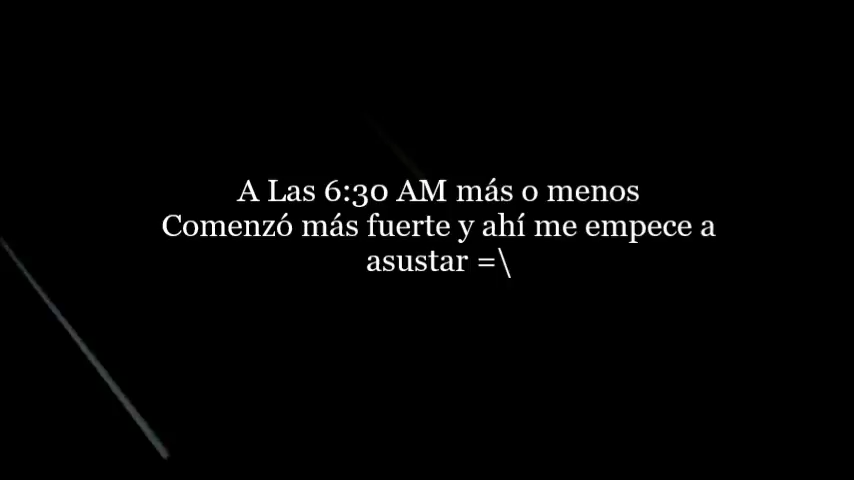 A Las 6:30 AM más o menos
Comenzó más fuerte y ahí me empece a
asustar =\